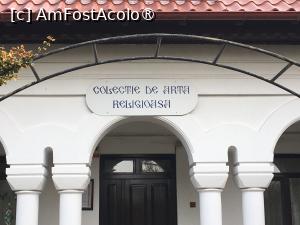 [c] AmFostAcolo®
COLECTIE DE ARTA
RELIGIOASA